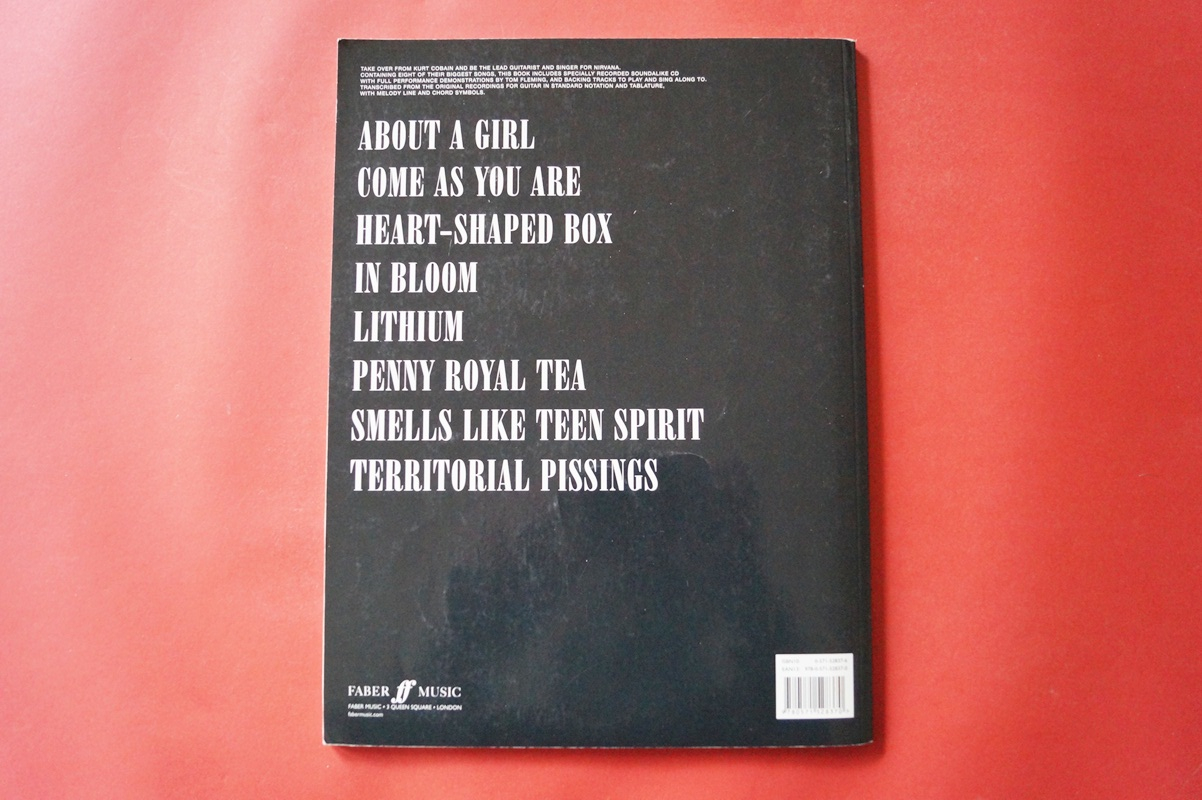 TAKE OVER FROM KURT COBAIN AND BE THE LEAD GUITARIST AND SINGER FOR NIRVANA.
CONTAINING EIGHT OF THEIR BIGGEST SONGS, THIS BOOK INCLUDES SPECIALLY RECORDED SOUNDALIKE CD
WITH FULL PERFORMANCE DEMONSTRATIONS BY TOM FLEMING, AND BACKING TRACKS TO PLAY AND SING ALONG TO.
TRANSCRIBED FROM THE ORIGINAL RECORDINGS FOR GUITAR IN STANDARD NOTATION AND TABLATURE,
WITH MELODY LINE AND CHORD SYMBOLS.
ABOUT A GIRL
COME AS YOU ARE
HEART-SHAPED BOX
IN BLOOM
LITHIUM
PENNY ROYAL TEA
SMELLS LIKE TEEN SPIRIT
TERRITORIAL PISSINGS
FABER ff MUSIC
FABER MUSIC • 3 QUEEN SQUARE • LONDON
fabermusic.com